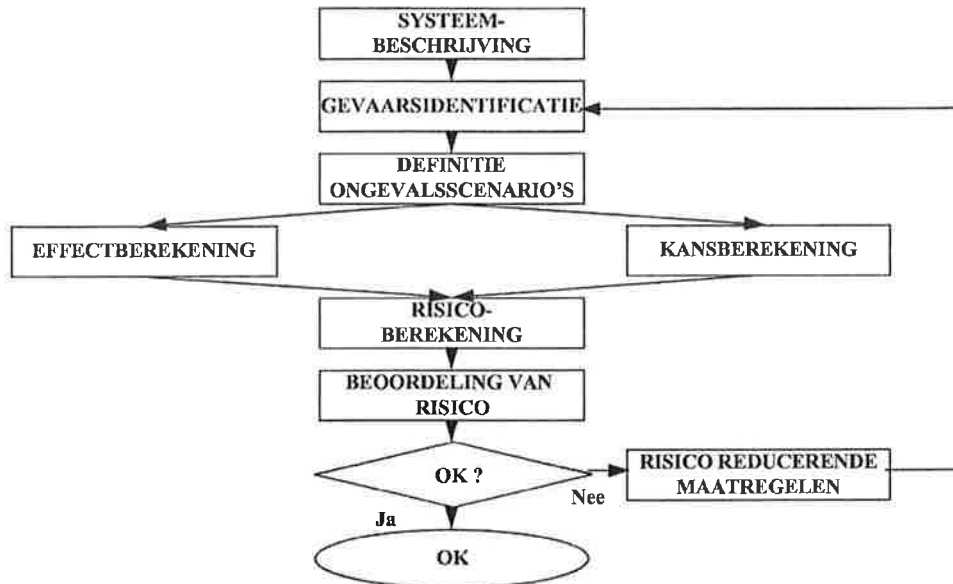 SYSTEEM-
BESCHRIJVING
GEVAARSIDENTIFICATIE
DEFINITIE
ONGEVALSSCENARIO'S
EFFECTBEREKENING
KANSBEREKENING
RISICO-
BEREKENING
BEOORDELING VAN
RISICO
OK ?
Nee
RISICO REDUCERENDE
MAATREGELEN
Ja
OK